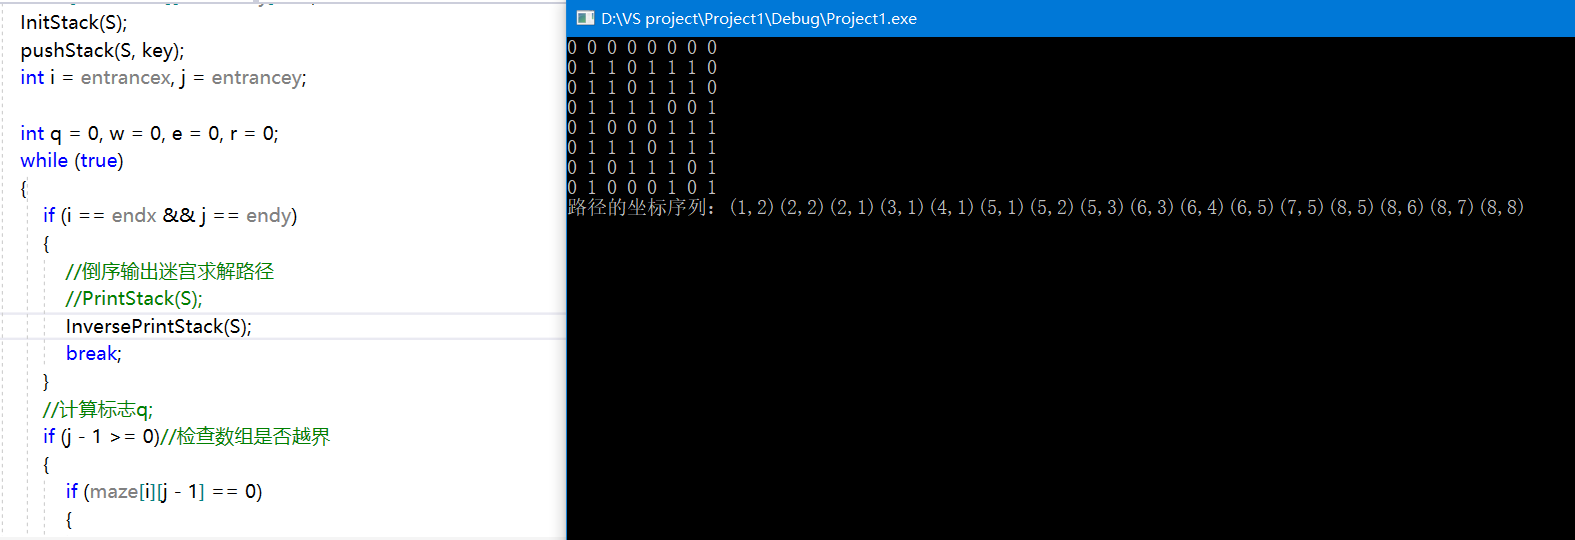 InitStack(S);
pushStack(S, key);
int i = entrancex, j = entrancey;
int q = 0, w = 0, e = 0, r = 0;
while (true)
{
if (i == endx && j == endy)
{
//倒序输出迷宫求解路径
//PrintStack(S);
InversePrintStack(S);
break;
}
//计算标志q;
if (j - 1 >= 0)//检查数组是否越界
{
if (maze[i][j - 1] == 0)
{
D:\VS project\Project1\Debug\Project1.exe
0 0 0 0 0 0 0 0
0 1 1 0 1 1 1 0
0 1 1 0 1 1 1 0
0 1 1 1 1 0 0 1
0 1 0 0 0 1 1 1
0 1 1 1 0 1 1 1
0 1 0 1 1 1 0 1
0 1 0 0 0 1 0 1
路径的坐标序列：(1,2)(2,2)(2,1)(3,1)(4,1)(5,1)(5,2)(5,3)(6,3)(6,4)(6,5)(7,5)(8,5)(8,6)(8,7)(8,8)